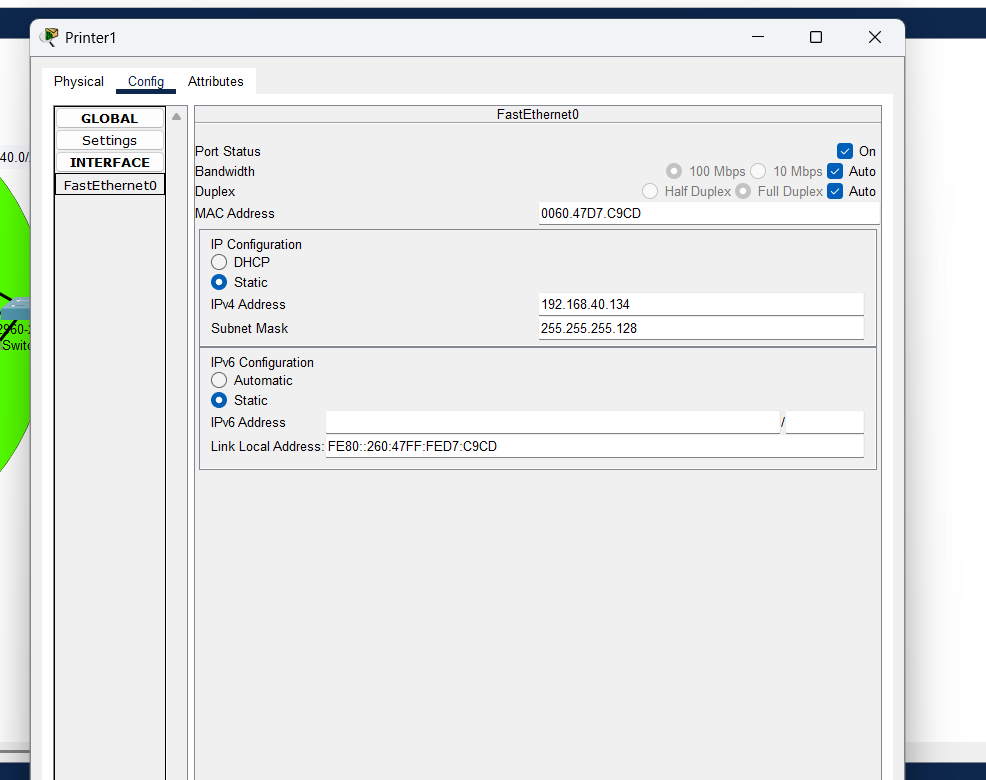 Printer1
Physical Config Attributes
GLOBAL
Settings
INTERFACE
FastEthernet0
FastEthernet0
Port Status On
Bandwidth 100 Mbps 10 Mbps Auto
Duplex Half Duplex Full Duplex Auto
MAC Address 0060.47D7.C9CD
IP Configuration
DHCP
Static
IPv4 Address 192.168.40.134
Subnet Mask 255.255.255.128
IPv6 Configuration
Automatic
Static
IPv6 Address /
Link Local Address: FE80::260:47FF:FED7:C9CD
40.0/
2960-
Swit